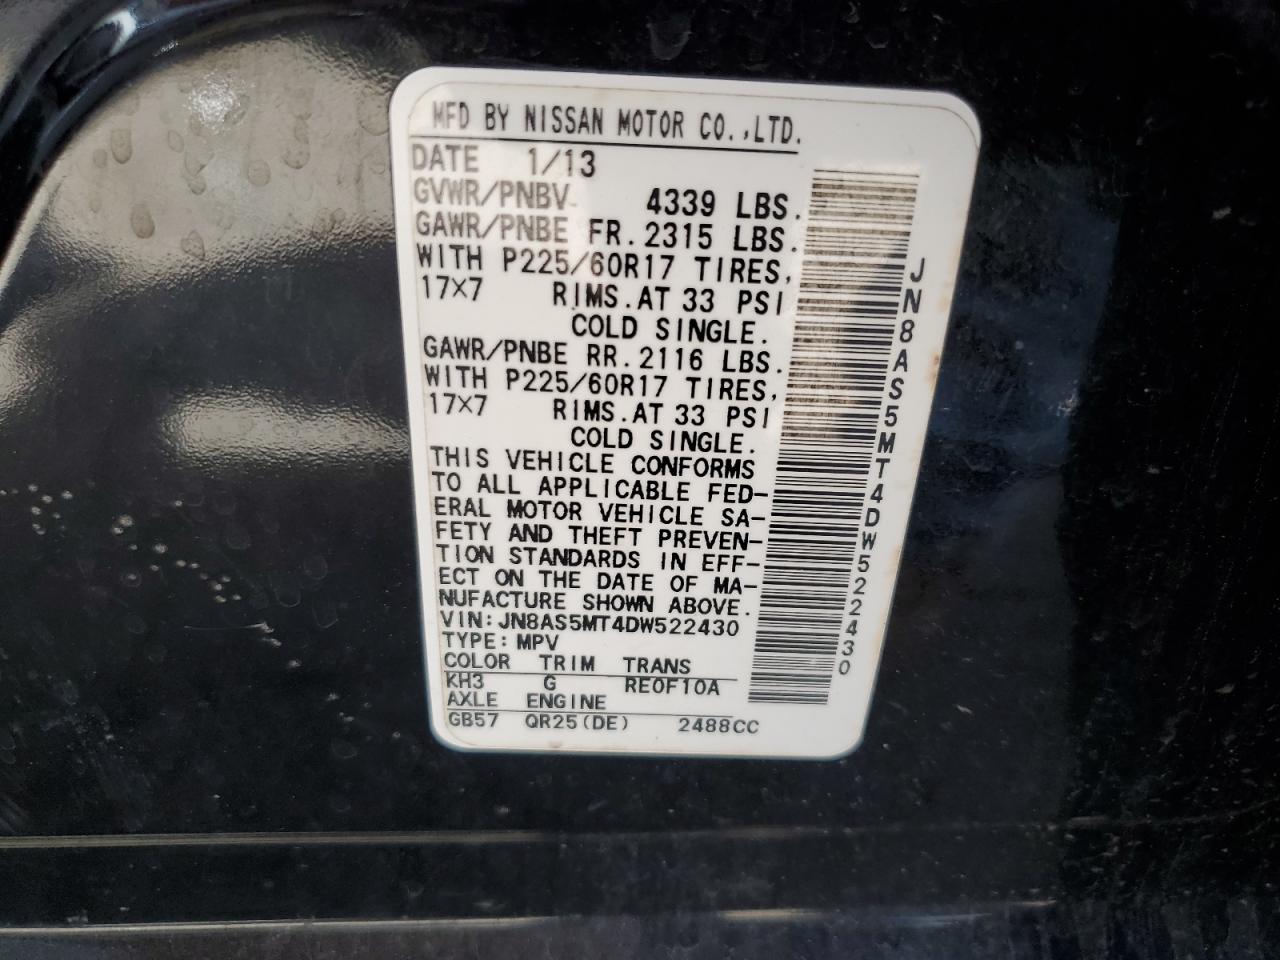 MFD BY NISSAN MOTOR CO.,LTD.
DATE 1/13
GVWR/PNBV 4339 LBS.
GAWR/PNBE FR.2315 LBS.
WITH P225/60R17 TIRES,
17×7 RIMS.AT 33 PSI
COLD SINGLE.
GAWR/PNBE RR.2116 LBS.
WITH P225/60R17 TIRES,
17×7 RIMS.AT 33 PSI
COLD SINGLE.
THIS VEHICLE CONFORMS
TO ALL APPLICABLE FED-
ERAL MOTOR VEHICLE SA-
FETY AND THEFT PREVEN-
TION STANDARDS IN EFF-
ECT ON THE DATE OF MA-
NUFACTURE SHOWN ABOVE.
VIN:JN8AS5MT4DW522430
TYPE:MPV
COLOR TRIM TRANS
KH3 G RE0F10A
AXLE ENGINE
GB57 QR25(DE) 2488CC
JN8AS5MT4DW522430